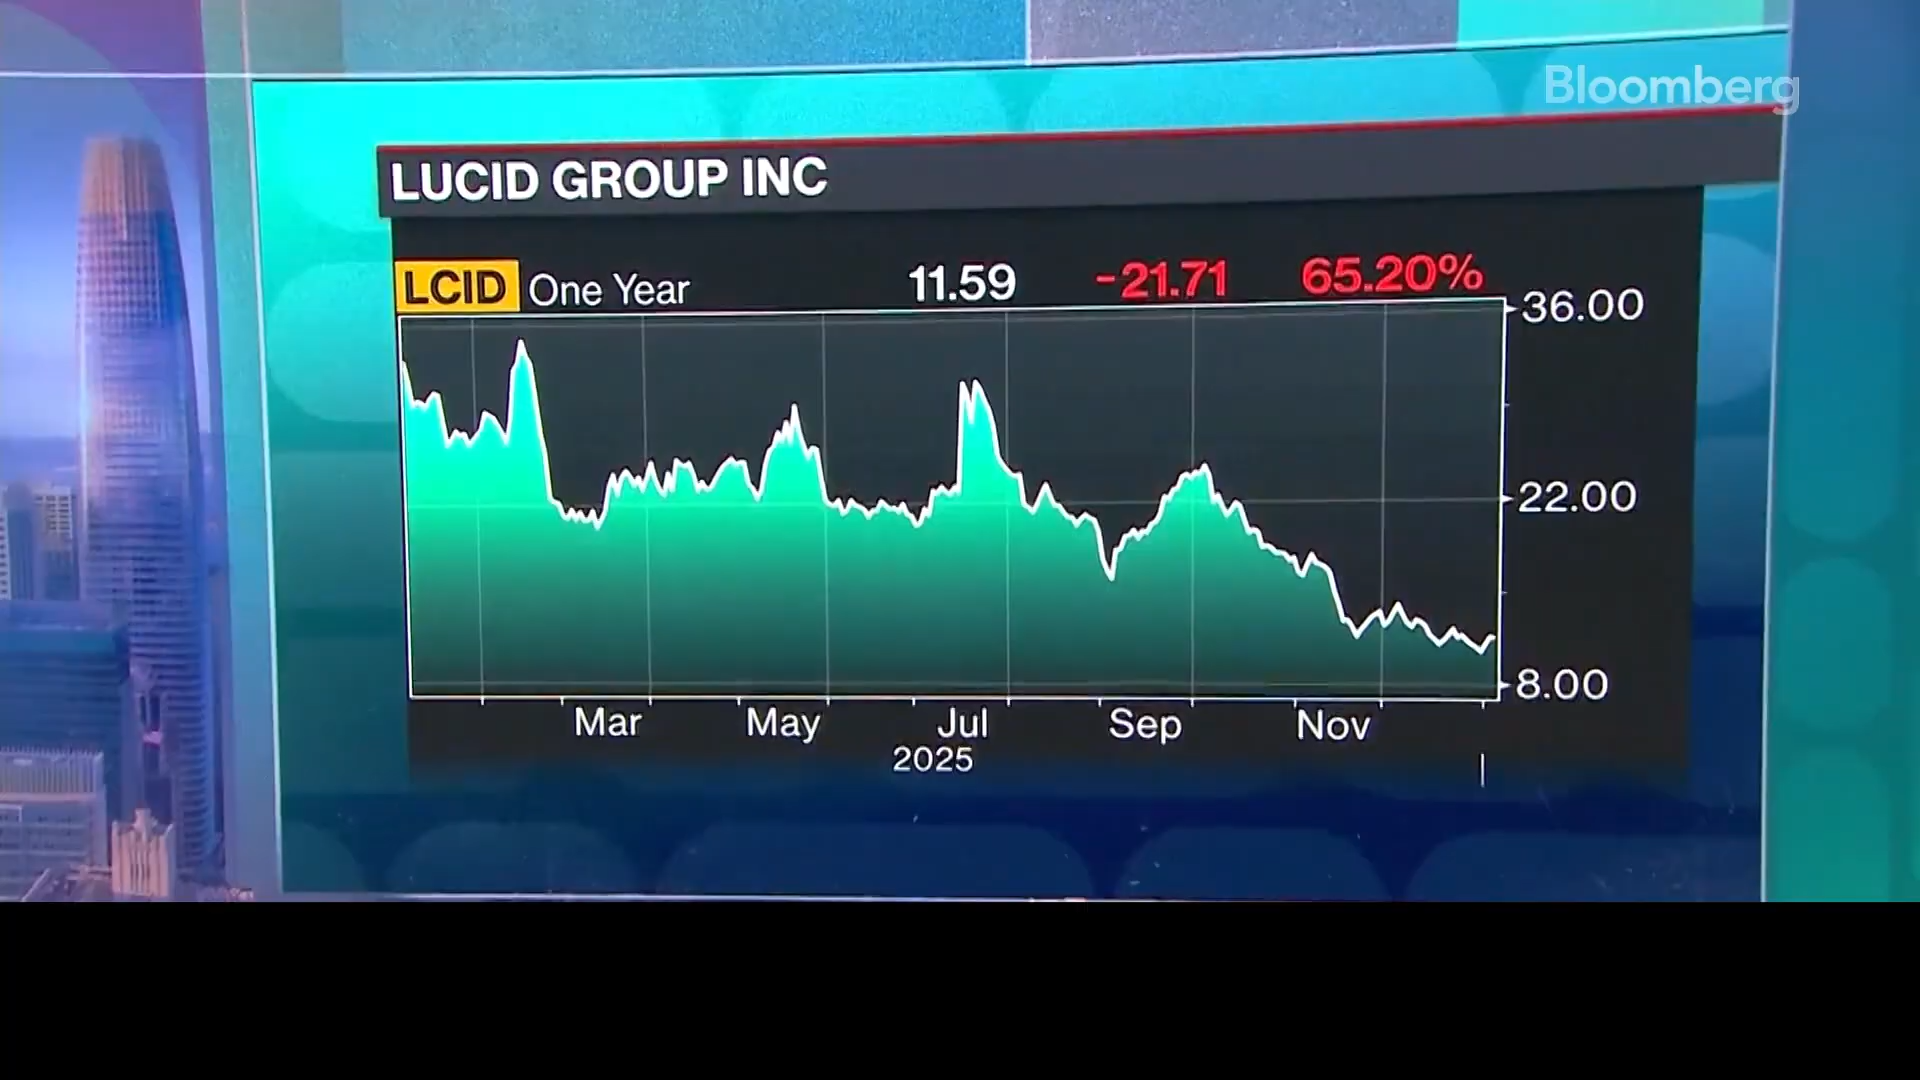 Bloomberg
LUCID GROUP INC
LCID One Year 11.59 -21.71 65.20%
36.00
22.00
8.00
Mar May Jul Sep Nov
2025